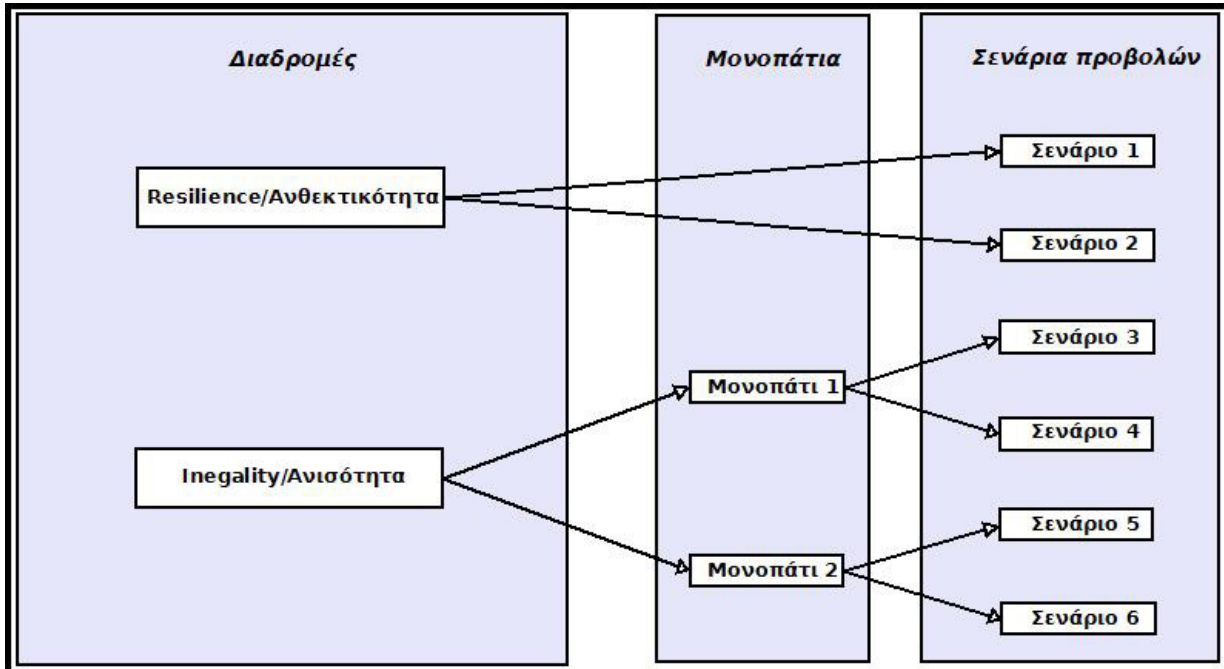 Διαδρομές
Μονοπάτια
Σενάρια προβολών
Resilience/Ανθεκτικότητα
Σενάριο 1
Σενάριο 2
Σενάριο 3
Μονοπάτι 1
Σενάριο 4
Inegality/Ανισότητα
Σενάριο 5
Μονοπάτι 2
Σενάριο 6